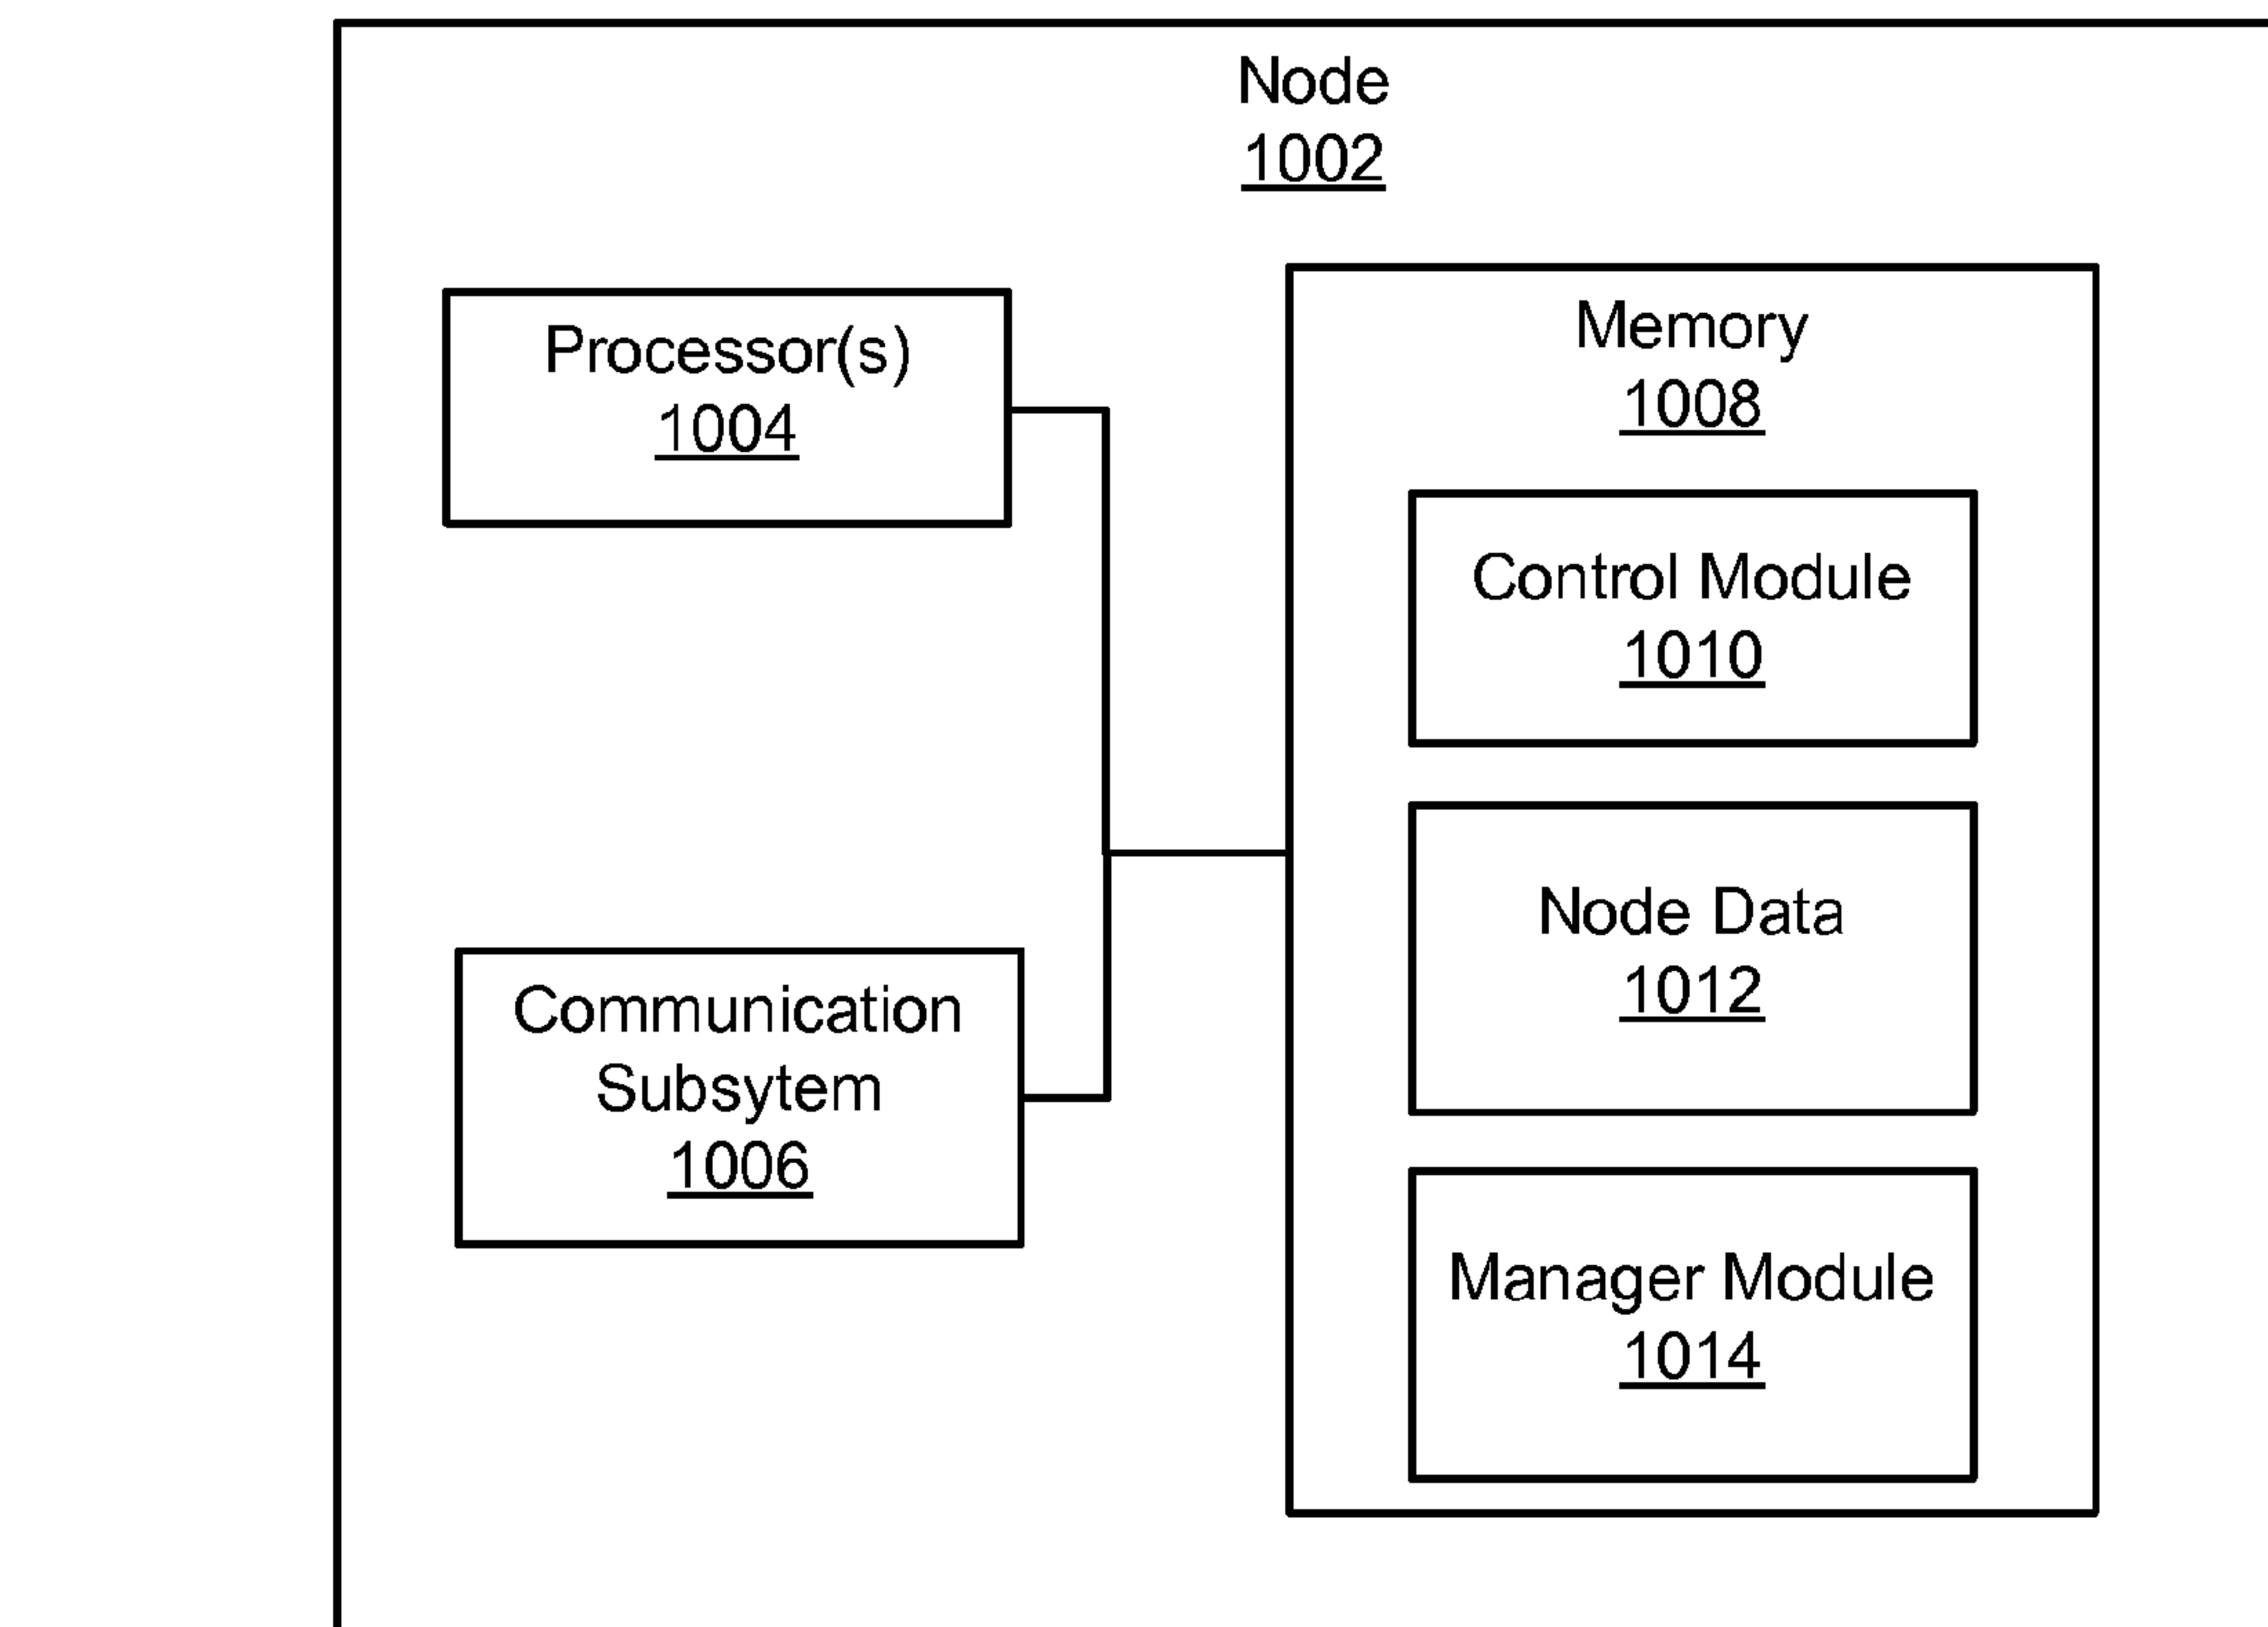 Node
1002
Processor(s)
1004
Communication
Subsytem
1006
Memory
1008
Control Module
1010
Node Data
1012
Manager Module
1014